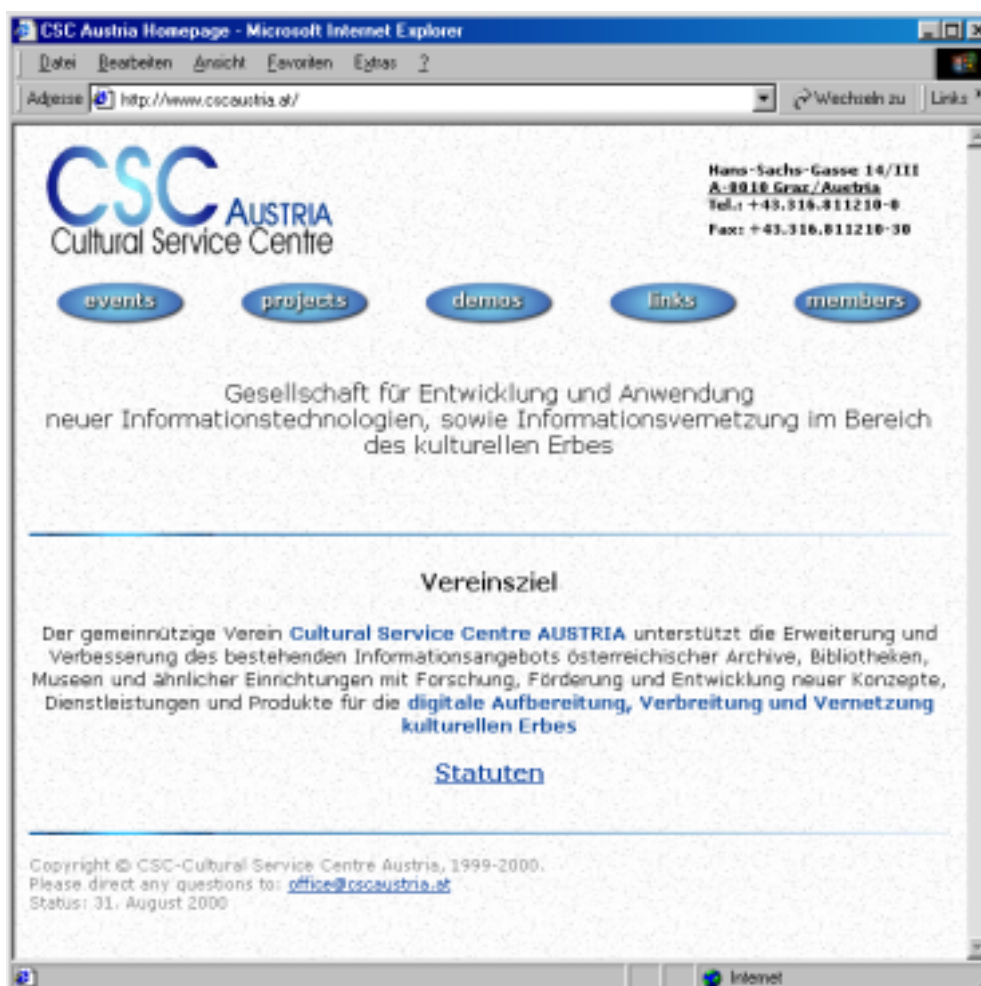 CSC Austria Homepage - Microsoft Internet Explorer
Datei Bearbeiten Ansicht Favoriten Extras ?
Adresse http://www.cscaustria.at/ Wechseln zu Links
CSC AUSTRIA
Cultural Service Centre
Hans-Sachs-Gasse 14/III
A-8010 Graz/Austria
Tel.: +43.316.811210-0
Fax: +43.316.811210-30
events projects demos links members
Gesellschaft für Entwicklung und Anwendung
neuer Informationstechnologien, sowie Informationsvernetzung im Bereich
des kulturellen Erbes
Vereinsziel
Der gemeinnützige Verein Cultural Service Centre AUSTRIA unterstützt die Erweiterung und
Verbesserung des bestehenden Informationsangebots österreichischer Archive, Bibliotheken,
Museen und ähnlicher Einrichtungen mit Forschung, Förderung und Entwicklung neuer Konzepte,
Dienstleistungen und Produkte für die digitale Aufbereitung, Verbreitung und Vernetzung
kulturellen Erbes
Statuten
Copyright © CSC-Cultural Service Centre Austria, 1999-2000.
Please direct any questions to: office@cscaustria.at
Status: 31. August 2000
Internet